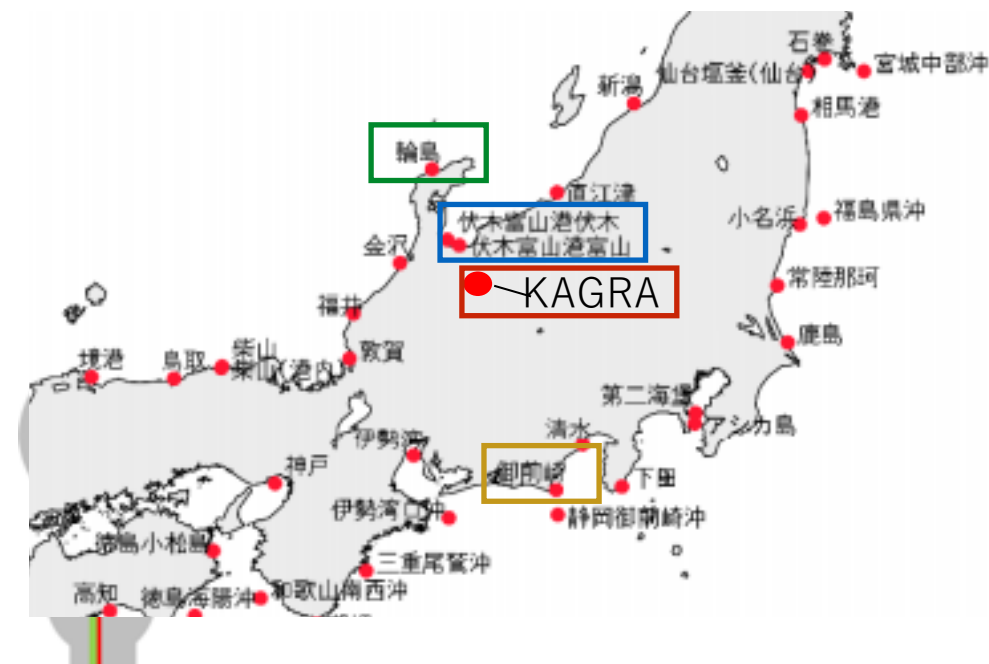 石巻
宮城中部沖
仙台塩釜(仙台)
新潟
相馬港
輪島
直江津
福島県沖
小名浜
伏木富山港伏木
伏木富山港富山
金沢
常陸那珂
KAGRA
福井
鹿島
柴山
敦賀
境港
鳥取
柴山(港内)
第二海堡
アシカ島
清水
伊勢湾
神戸
御前崎
下田
伊勢湾口沖
静岡御前崎沖
徳島小松島
三重尾鷲沖
高知
徳島海陽沖
和歌山南西沖